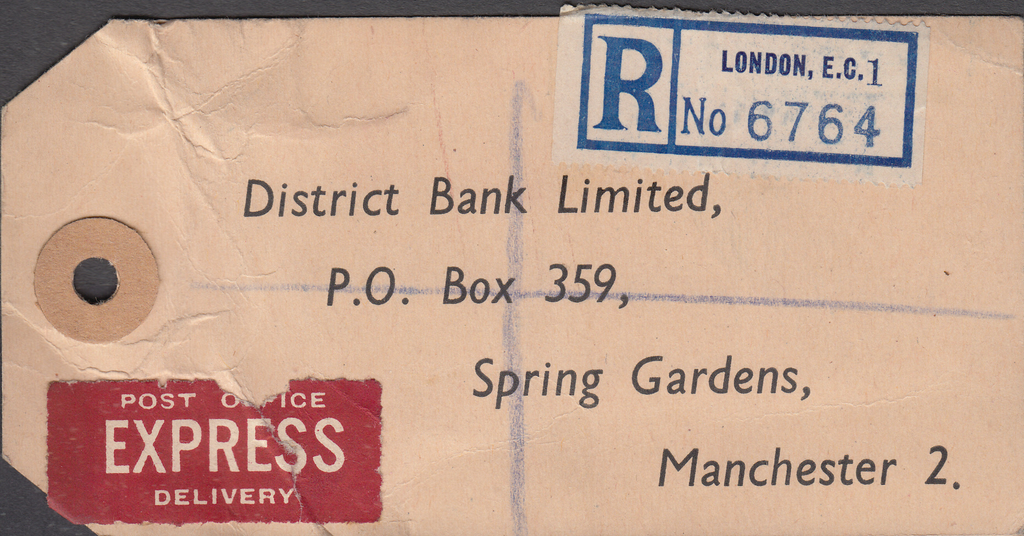 R
LONDON, E.C.1
No 6764
District Bank Limited,
P.O. Box 359,
Spring Gardens,
Manchester 2.
POST OFFICE
EXPRESS
DELIVERY